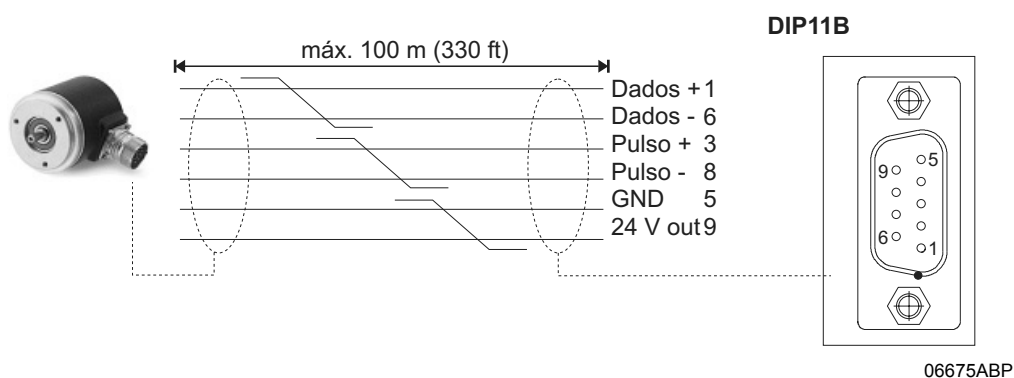 DIP11B
máx. 100 m (330 ft)
Dados + 1
Dados - 6
Pulso + 3
Pulso - 8
GND 5
24 V out 9
9 5
6 1
06675ABP